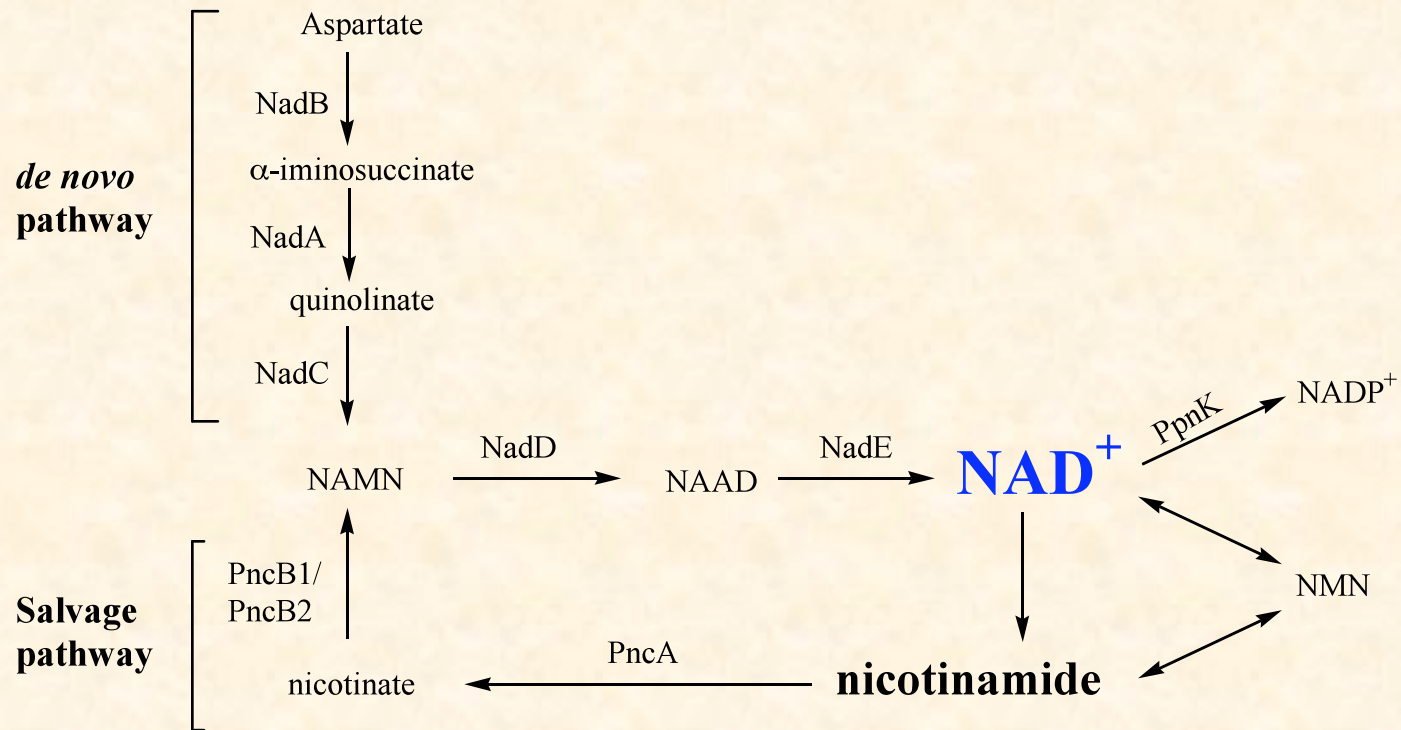 Aspartate
NadB
α-iminosuccinate
de novo
pathway
NadA
quinolinate
NadC
NADP⁺
PpnK
NadD
NadE
NAD⁺
NAMN
NAAD
PncB1/
PncB2
NMN
Salvage
pathway
PncA
nicotinate
nicotinamide